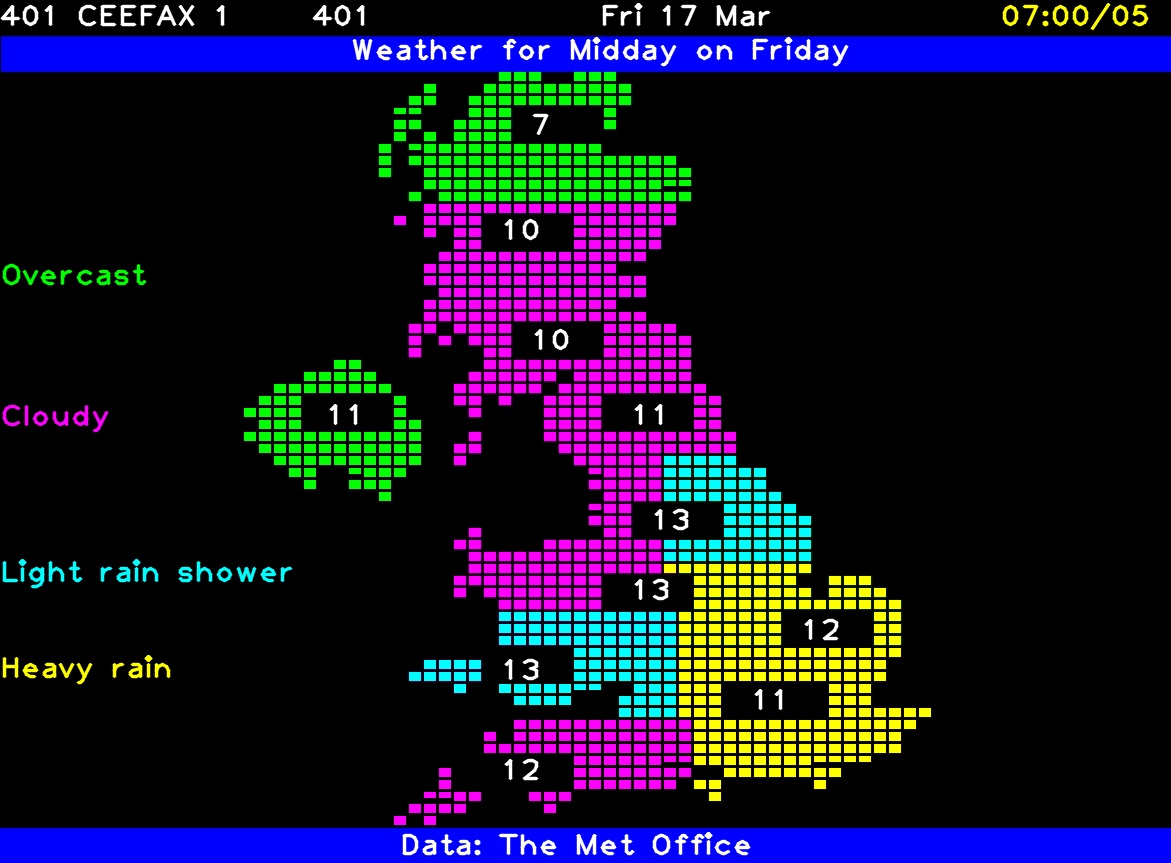 401 CEEFAX 1 401 Fri 17 Mar 07:00/05
Weather for Midday on Friday
7
10
Overcast
10
Cloudy 11 11
13
Light rain shower
13
12
Heavy rain 13
11
12
Data: The Met Office